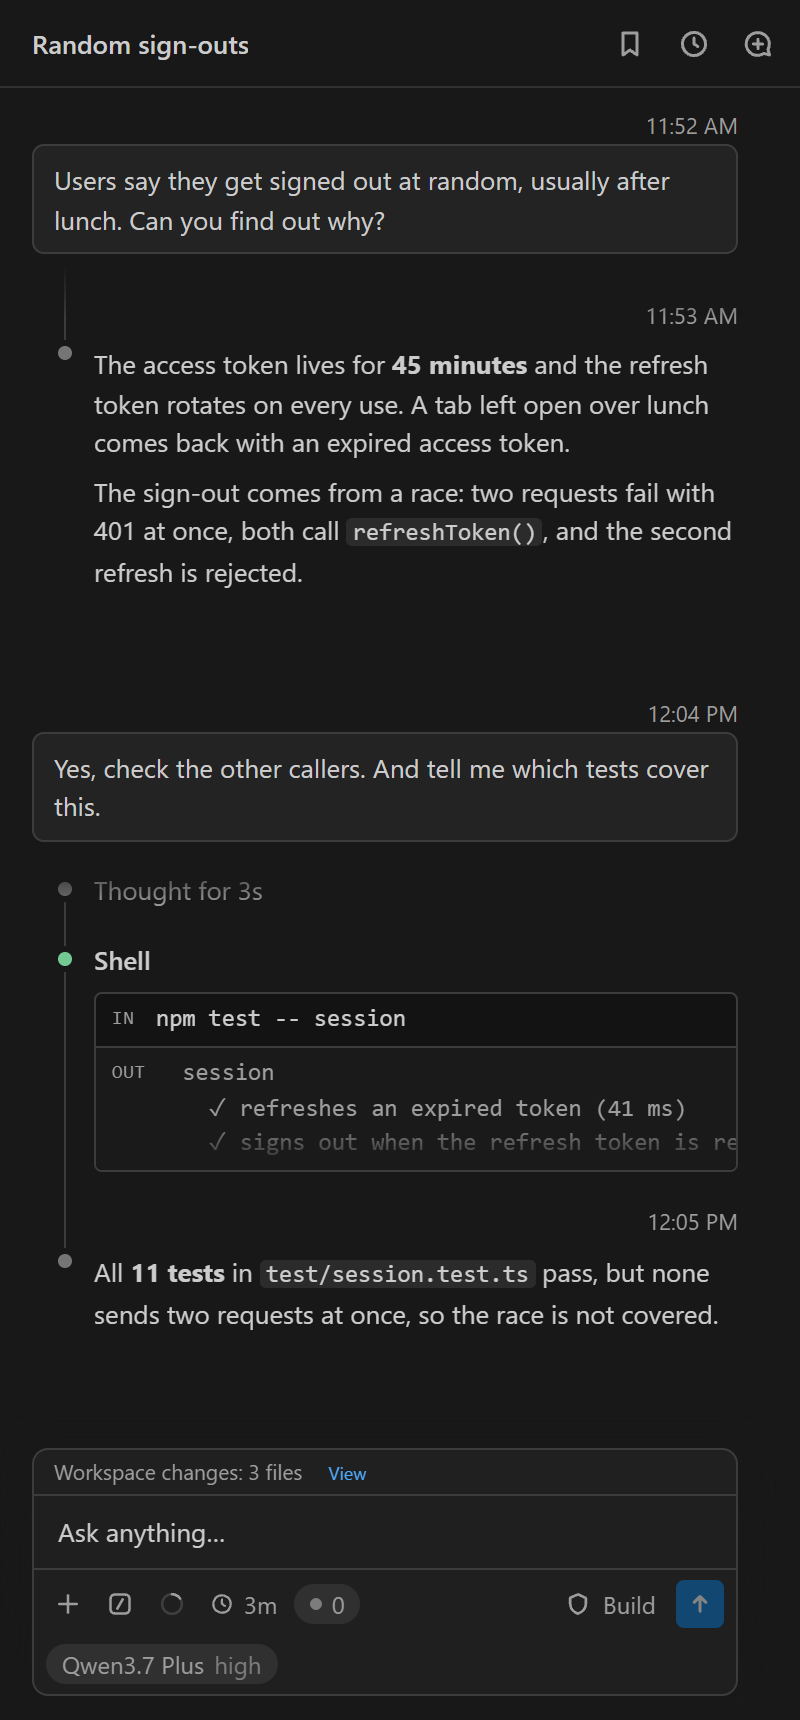 Random sign-outs
11:52 AM
Users say they get signed out at random, usually after
lunch. Can you find out why?
11:53 AM
The access token lives for 45 minutes and the refresh
token rotates on every use. A tab left open over lunch
comes back with an expired access token.
The sign-out comes from a race: two requests fail with
401 at once, both call refreshToken(), and the second
refresh is rejected.
12:04 PM
Yes, check the other callers. And tell me which tests cover
this.
Thought for 3s
Shell
IN npm test -- session
OUT session
✓ refreshes an expired token (41 ms)
✓ signs out when the refresh token is re
12:05 PM
All 11 tests in test/session.test.ts pass, but none
sends two requests at once, so the race is not covered.
Workspace changes: 3 files View
Ask anything...
3m 0 Build
Qwen3.7 Plus high